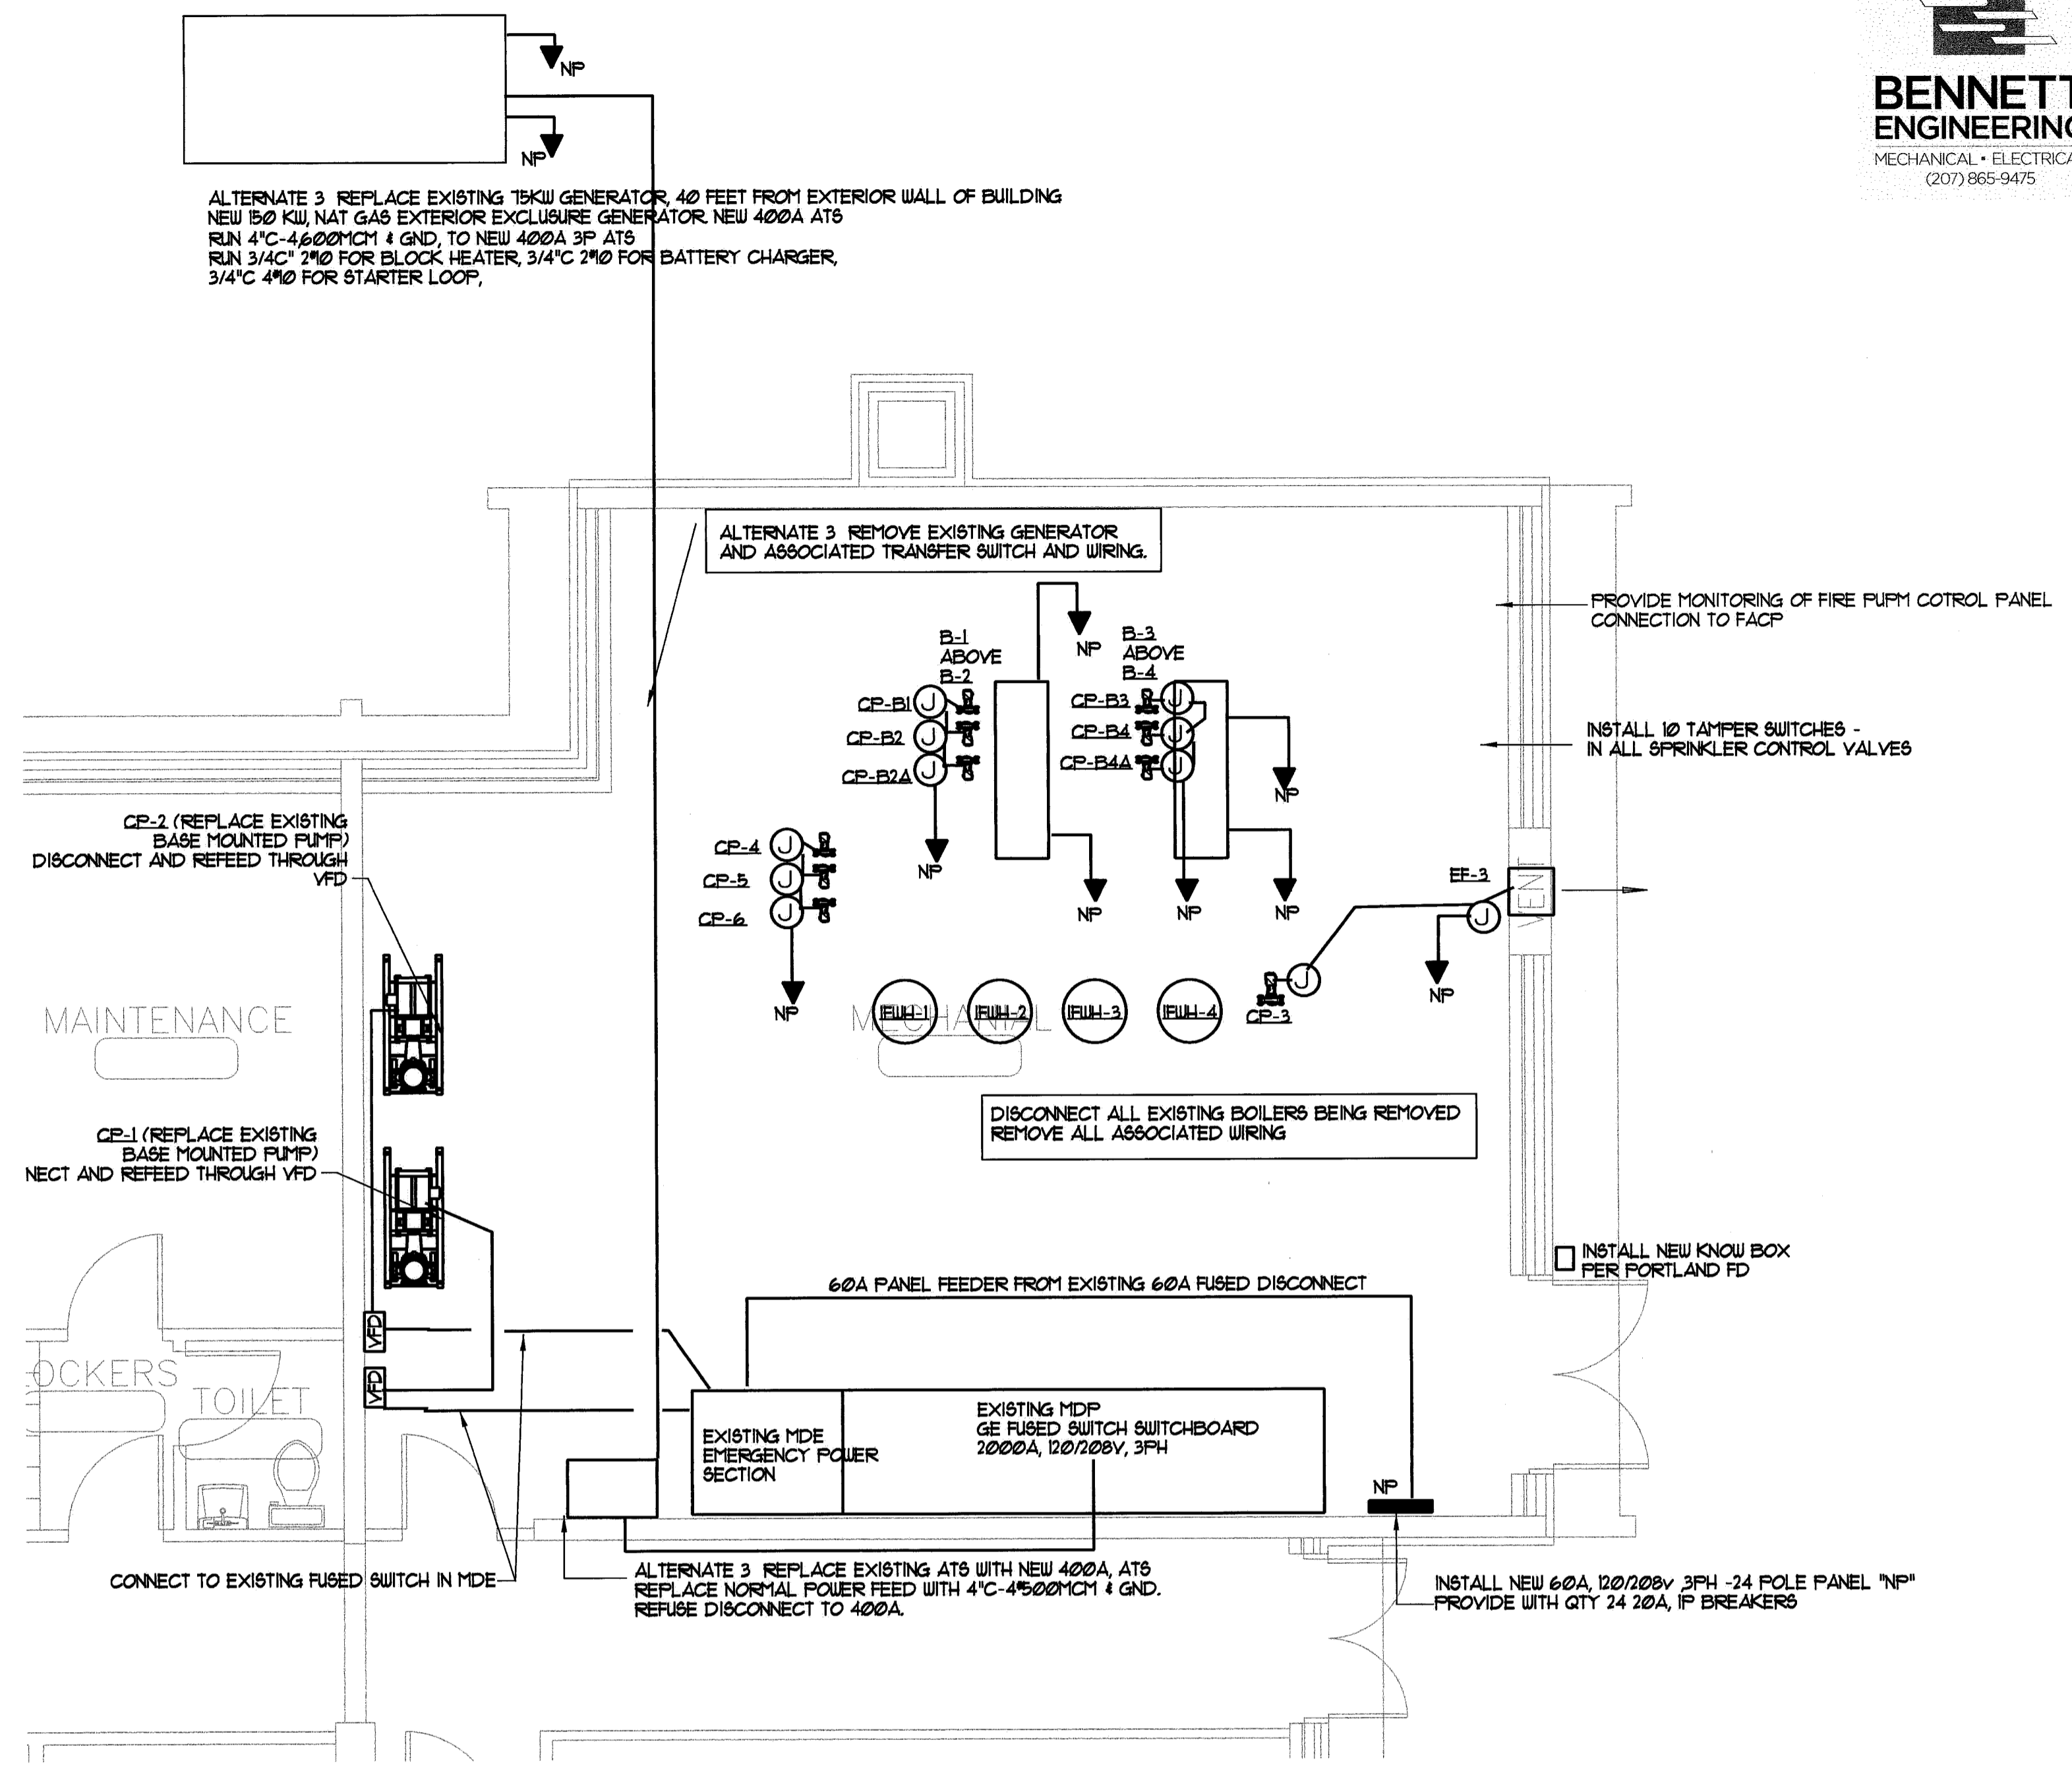 BENNETT
ENGINEERING
MECHANICAL • ELECTRICA
(207) 865-9475
NP
NP
ALTERNATE 3 REPLACE EXISTING 75KW GENERATOR, 40 FEET FROM EXTERIOR WALL OF BUILDING
NEW 150 KW, NAT GAS EXTERIOR EXCLUSURE GENERATOR. NEW 400A ATS
RUN 4"C-4,600MCM & GND, TO NEW 400A 3P ATS
RUN 3/4C" 2#10 FOR BLOCK HEATER, 3/4"C 2#10 FOR BATTERY CHARGER,
3/4"C 4#10 FOR STARTER LOOP,
ALTERNATE 3 REMOVE EXISTING GENERATOR
AND ASSOCIATED TRANSFER SWITCH AND WIRING.
PROVIDE MONITORING OF FIRE PUPM COTROL PANEL
CONNECTION TO FACP
B-1
ABOVE
B-2
NP
B-3
ABOVE
B-4
CP-B1
CP-B2
CP-B2A
J
J
J
CP-B3
CP-B4
CP-B4A
J
J
J
INSTALL 10 TAMPER SWITCHES -
IN ALL SPRINKLER CONTROL VALVES
NP
CP-2 (REPLACE EXISTING
BASE MOUNTED PUMP)
DISCONNECT AND REFEED THROUGH
VFD
CP-4
CP-5
CP-6
J
J
J
NP
NP
NP
NP
EF-3
VENT
J
NP
NP
J
CP-3
MAINTENANCE
MECHANIAL
IFWH-1
IFWH-2
IFWH-3
IFWH-4
DISCONNECT ALL EXISTING BOILERS BEING REMOVED
REMOVE ALL ASSOCIATED WIRING
CP-1 (REPLACE EXISTING
BASE MOUNTED PUMP)
NECT AND REFEED THROUGH VFD
INSTALL NEW KNOW BOX
PER PORTLAND FD
60A PANEL FEEDER FROM EXISTING 60A FUSED DISCONNECT
VFD
VFD
OCKERS
TOILET
EXISTING MDE
EMERGENCY POWER
SECTION
EXISTING MDP
GE FUSED SWITCH SWITCHBOARD
2000A, 120/208V, 3PH
NP
CONNECT TO EXISTING FUSED SWITCH IN MDE
ALTERNATE 3 REPLACE EXISTING ATS WITH NEW 400A, ATS
REPLACE NORMAL POWER FEED WITH 4"C-4#500MCM & GND.
REFUSE DISCONNECT TO 400A.
INSTALL NEW 60A, 120/208V ,3PH -24 POLE PANEL "NP"
PROVIDE WITH QTY 24 20A, 1P BREAKERS